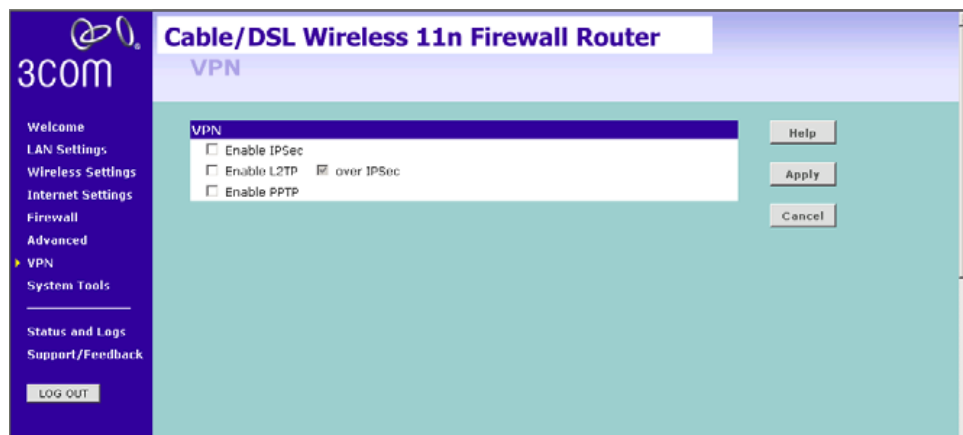 3COM
Cable/DSL Wireless 11n Firewall Router
VPN
Welcome
LAN Settings
Wireless Settings
Internet Settings
Firewall
Advanced
VPN
System Tools
Status and Logs
Support/Feedback
LOG OUT
VPN
Enable IPSec
Enable L2TP over IPSec
Enable PPTP
Help
Apply
Cancel